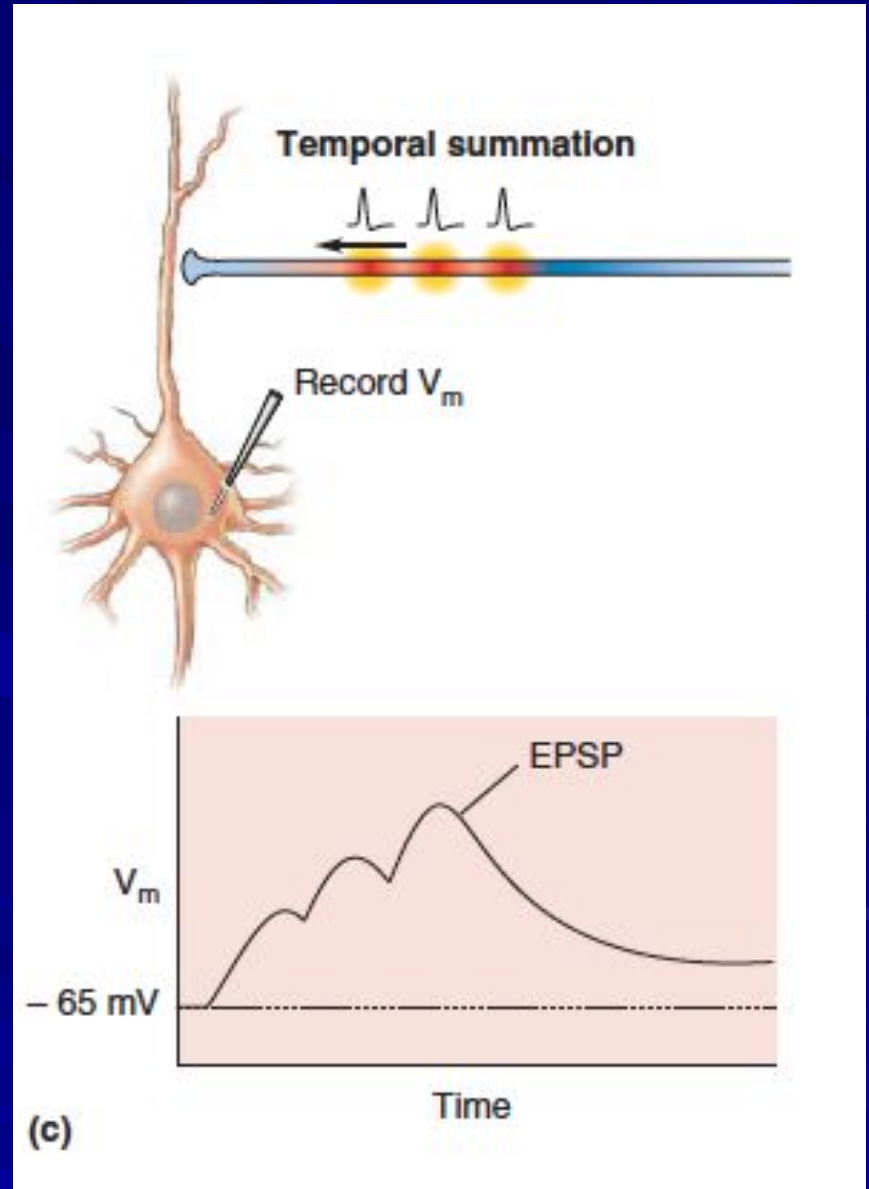 Temporal summation
Record Vm
EPSP
Vm
– 65 mV
Time
(c)